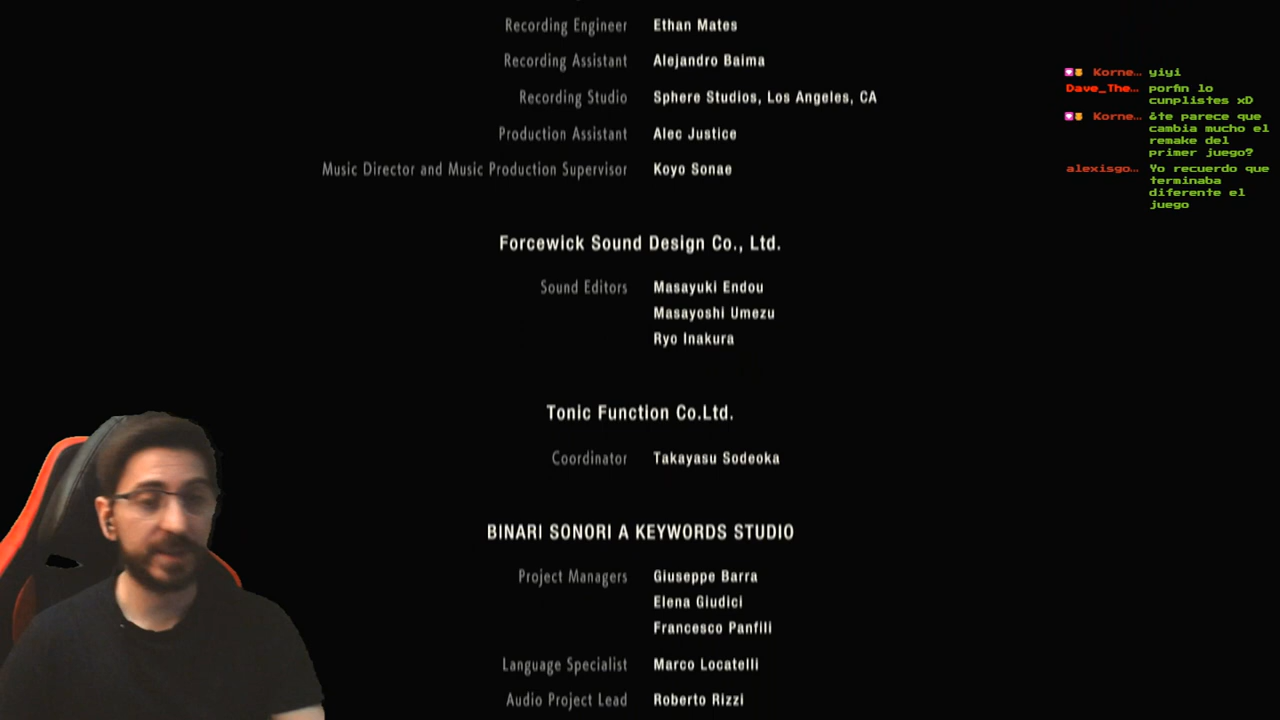 Recording Engineer Ethan Mates
Recording Assistant Alejandro Baima
Recording Studio Sphere Studios, Los Angeles, CA
Production Assistant Alec Justice
Music Director and Music Production Supervisor Koyo Sonae
Forcewick Sound Design Co., Ltd.
Sound Editors Masayuki Endou
Masayoshi Umezu
Ryo Inakura
Tonic Function Co.Ltd.
Coordinator Takayasu Sodeoka
BINARI SONORI A KEYWORDS STUDIO
Project Managers Giuseppe Barra
Elena Giudici
Francesco Panfili
Language Specialist Marco Locatelli
Audio Project Lead Roberto Rizzi
Korne… yiyi
Dave_The… porfin lo
cunplistes xD
Korne… ¿te parece que
cambia mucho el
remake del
primer juego?
alexisgo… Yo recuerdo que
terminaba
diferente el
juego